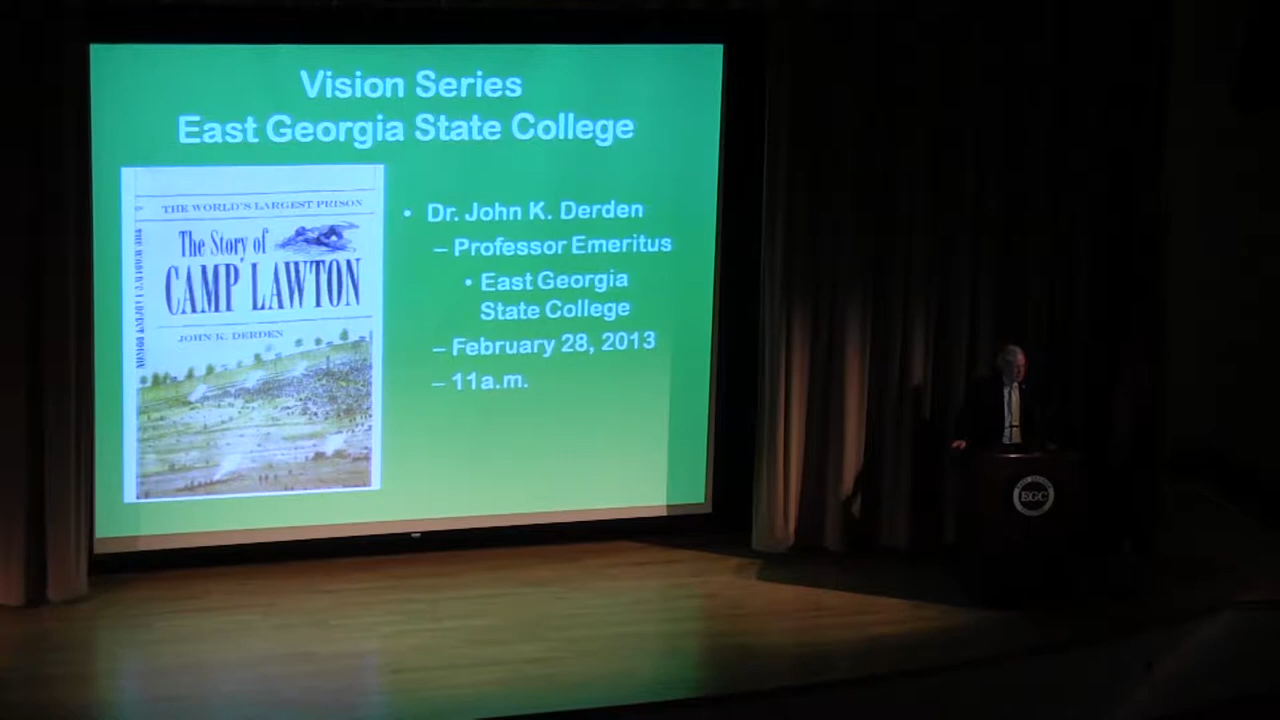 Vision Series
East Georgia State College
THE WORLD'S LARGEST PRISON
The Story of
CAMP LAWTON
JOHN K. DERDEN
• Dr. John K. Derden
– Professor Emeritus
• East Georgia
State College
– February 28, 2013
– 11a.m.
EGC